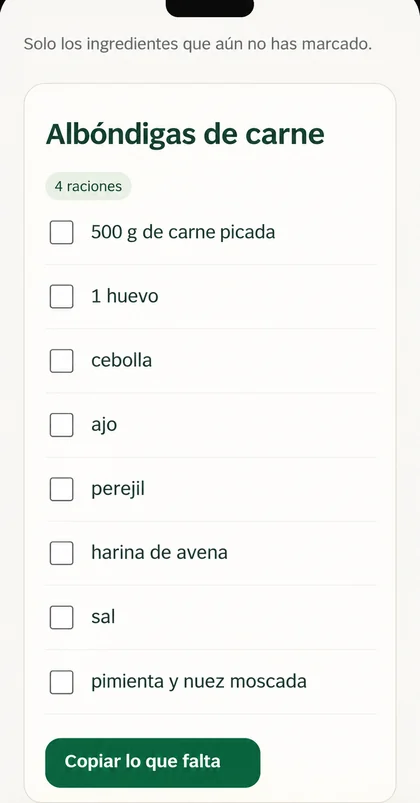 Solo los ingredientes que aún no has marcado.
Albóndigas de carne
4 raciones
500 g de carne picada
1 huevo
cebolla
ajo
perejil
harina de avena
sal
pimienta y nuez moscada
Copiar lo que falta